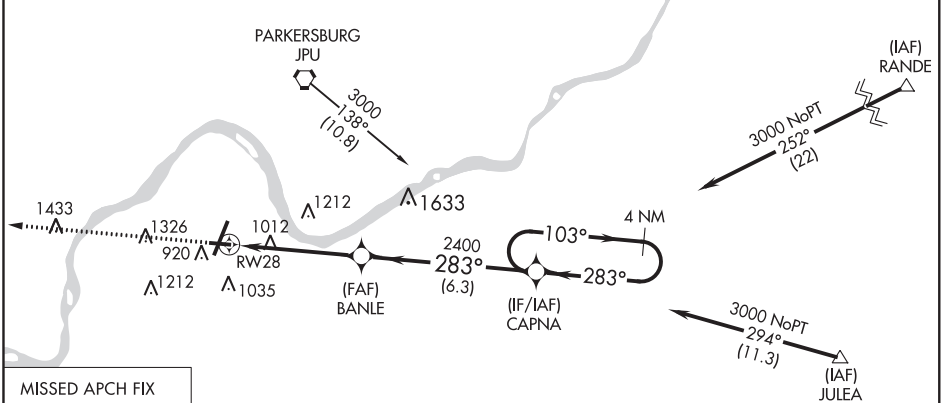 PARKERSBURG
JPU
3000
138°
(10.8)
(IAF)
RANDE
3000 NoPT
252°
(22)
1433
1326
920
1212
1012
RW28
1035
1212
1633
(FAF)
BANLE
2400
283°
(6.3)
4 NM
103°
283°
(IF/IAF)
CAPNA
3000 NoPT
294°
(11.3)
(IAF)
JULEA
MISSED APCH FIX